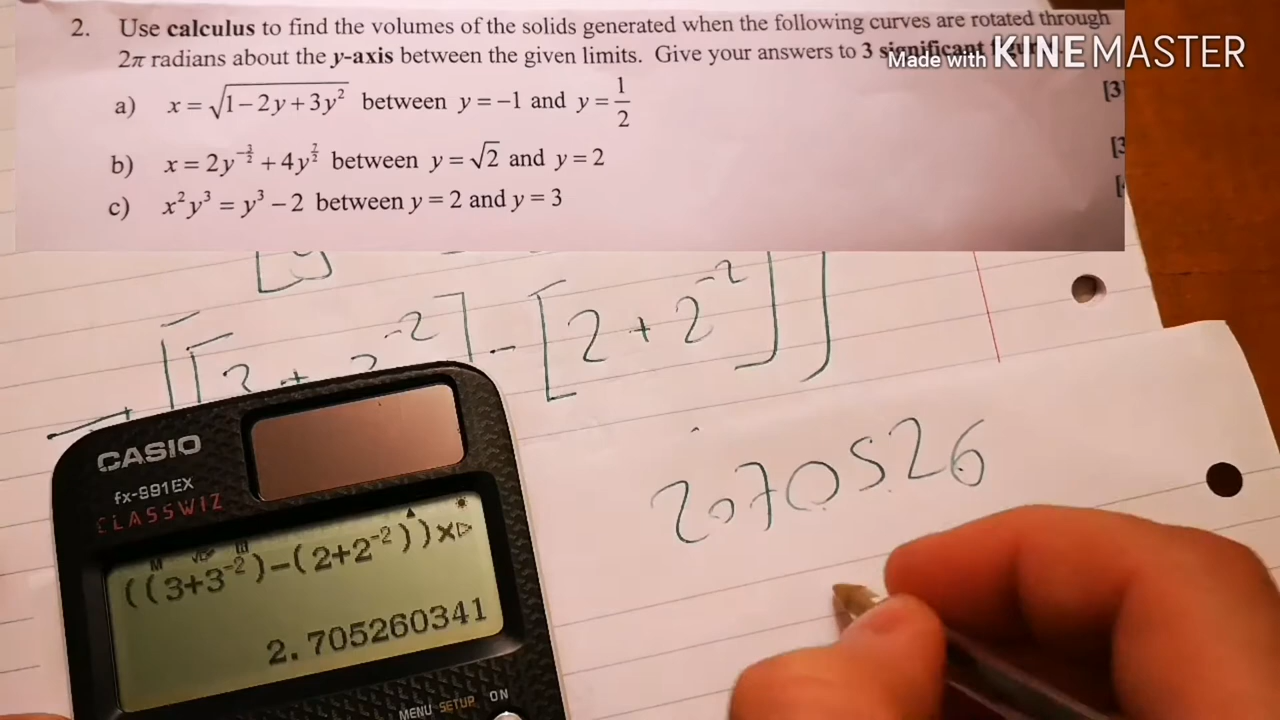 2. Use calculus to find the volumes of the solids generated when the following curves are rotated through
2π radians about the y-axis between the given limits. Give your answers to 3 significant
Made with KINEMASTER
a) x = √(1 − 2y + 3y²) between y = −1 and y = 1/2 [3
b) x = 2y^(−3/2) + 4y^(2/2) between y = √2 and y = 2 [3
c) x²y³ = y³ − 2 between y = 2 and y = 3 [
[[3 + 3⁻²] − [2 + 2⁻²]]
2.70526
CASIO
fx-991EX
CLASSWIZ
((3+3⁻²)−(2+2⁻²))×
2.705260341
MENU SETUP ON